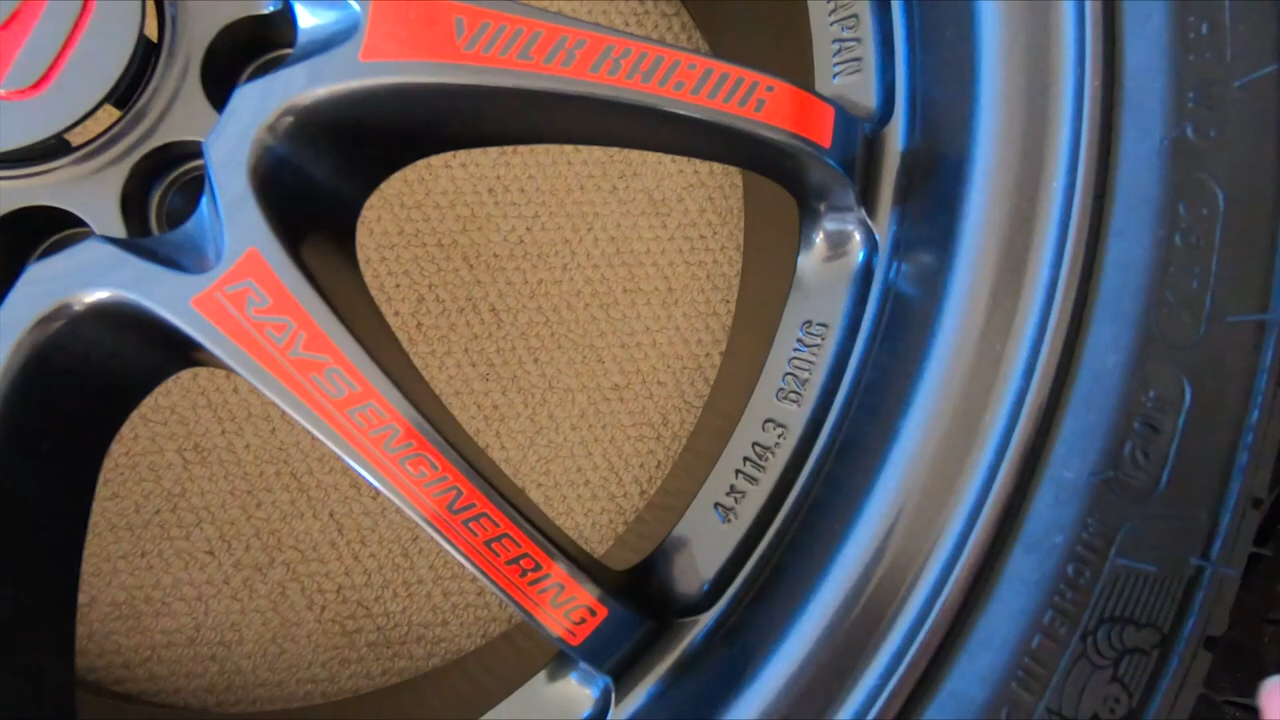 VOLK RACING
JAPAN
RAYS ENGINEERING
4x114.3 620KG
MICHELIN